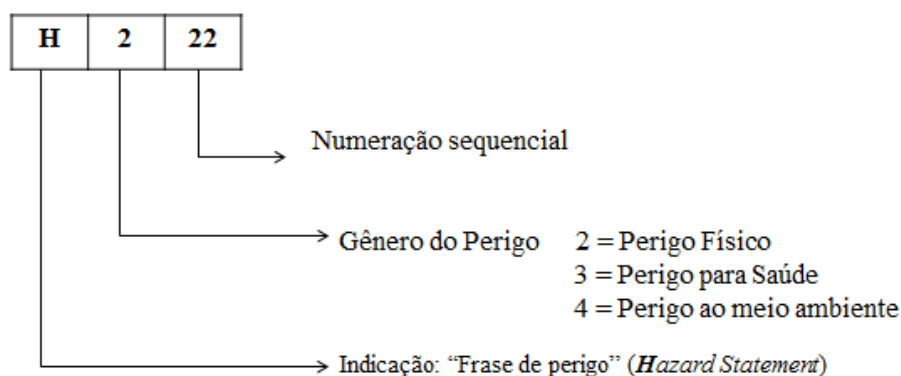 H 2 22
Numeração sequencial
Gênero do Perigo 2 = Perigo Físico
3 = Perigo para Saúde
4 = Perigo ao meio ambiente
Indicação: “Frase de perigo” (Hazard Statement)